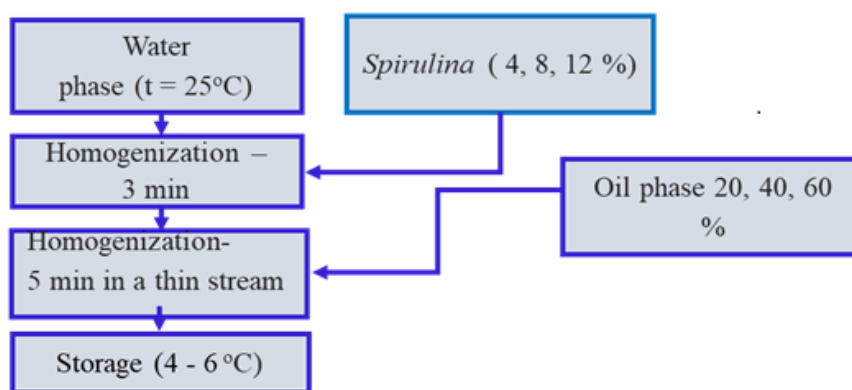 Water
phase (t = 25°C)
Spirulina ( 4, 8, 12 %)
Homogenization –
3 min
Oil phase 20, 40, 60
%
Homogenization-
5 min in a thin stream
Storage (4 - 6 °C)